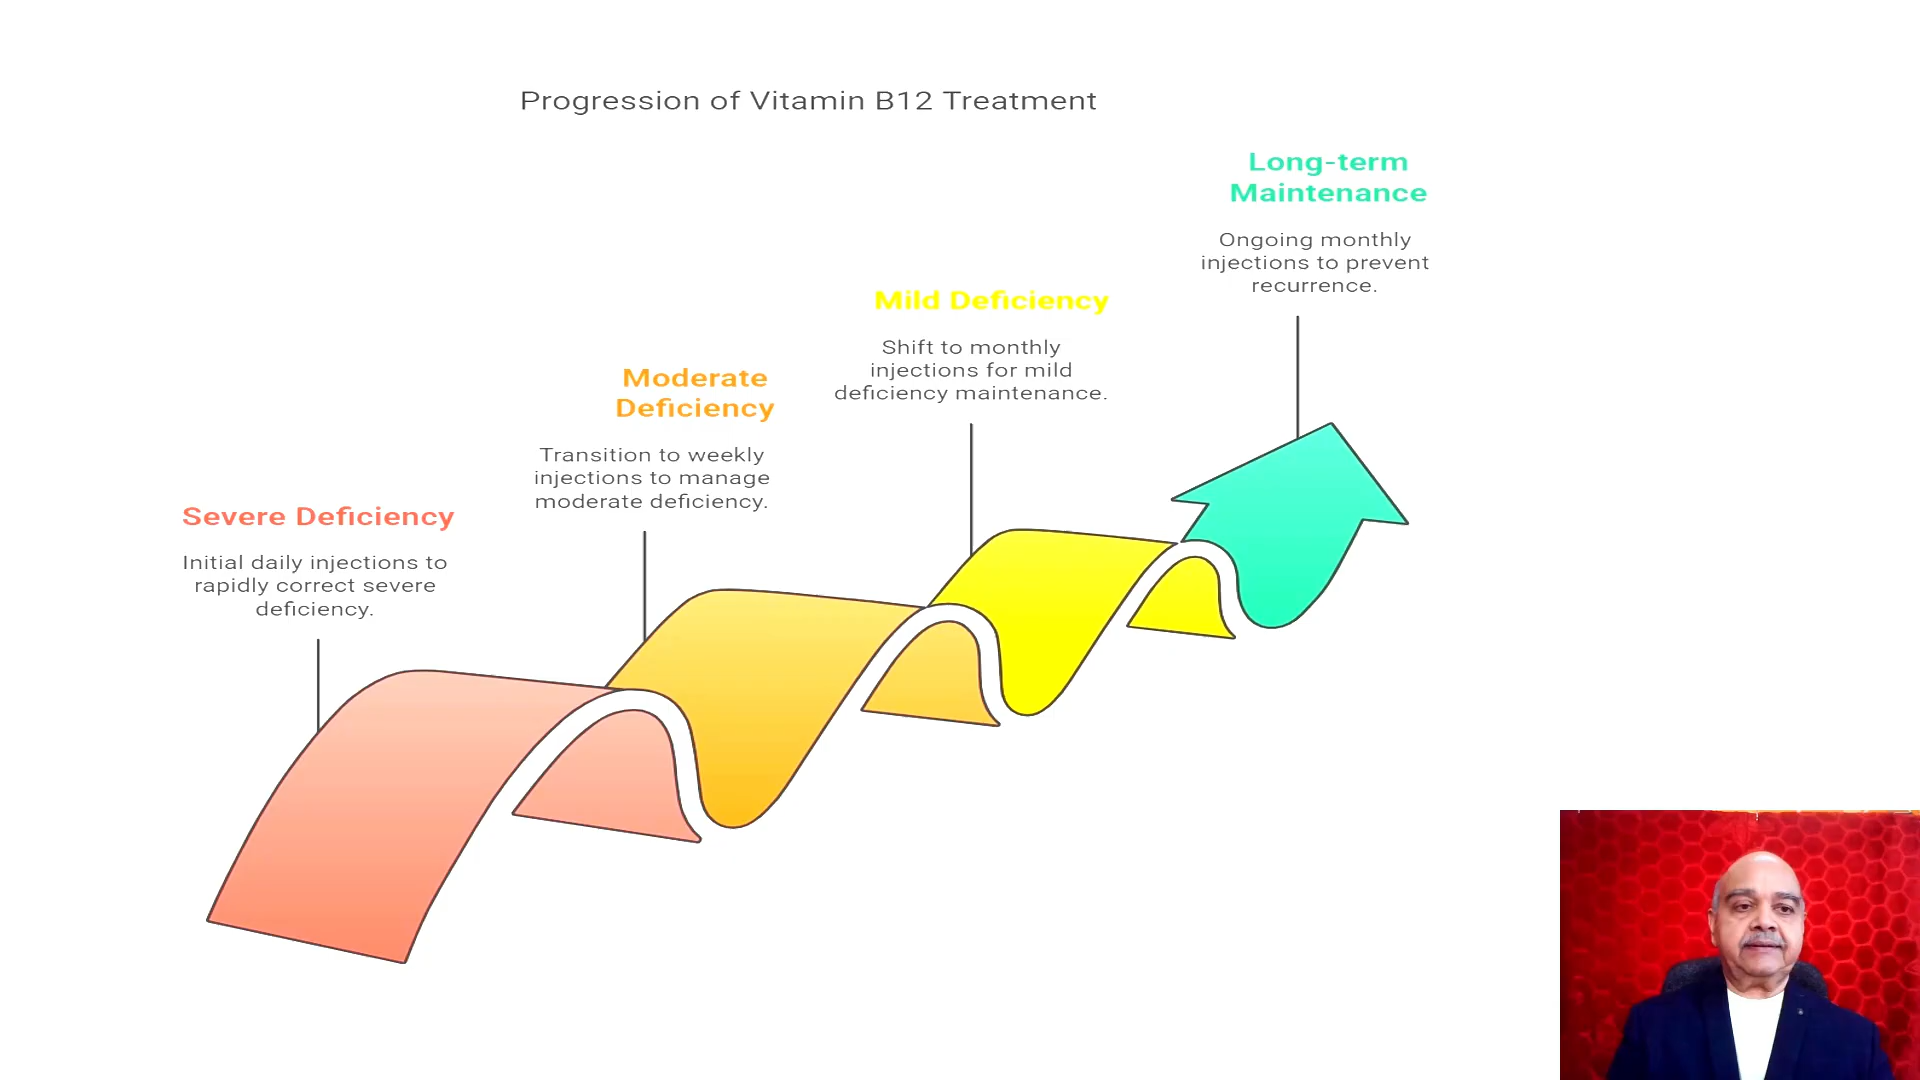 Progression of Vitamin B12 Treatment
Severe Deficiency
Initial daily injections to
rapidly correct severe
deficiency.
Moderate
Deficiency
Transition to weekly
injections to manage
moderate deficiency.
Mild Deficiency
Shift to monthly
injections for mild
deficiency maintenance.
Long-term
Maintenance
Ongoing monthly
injections to prevent
recurrence.